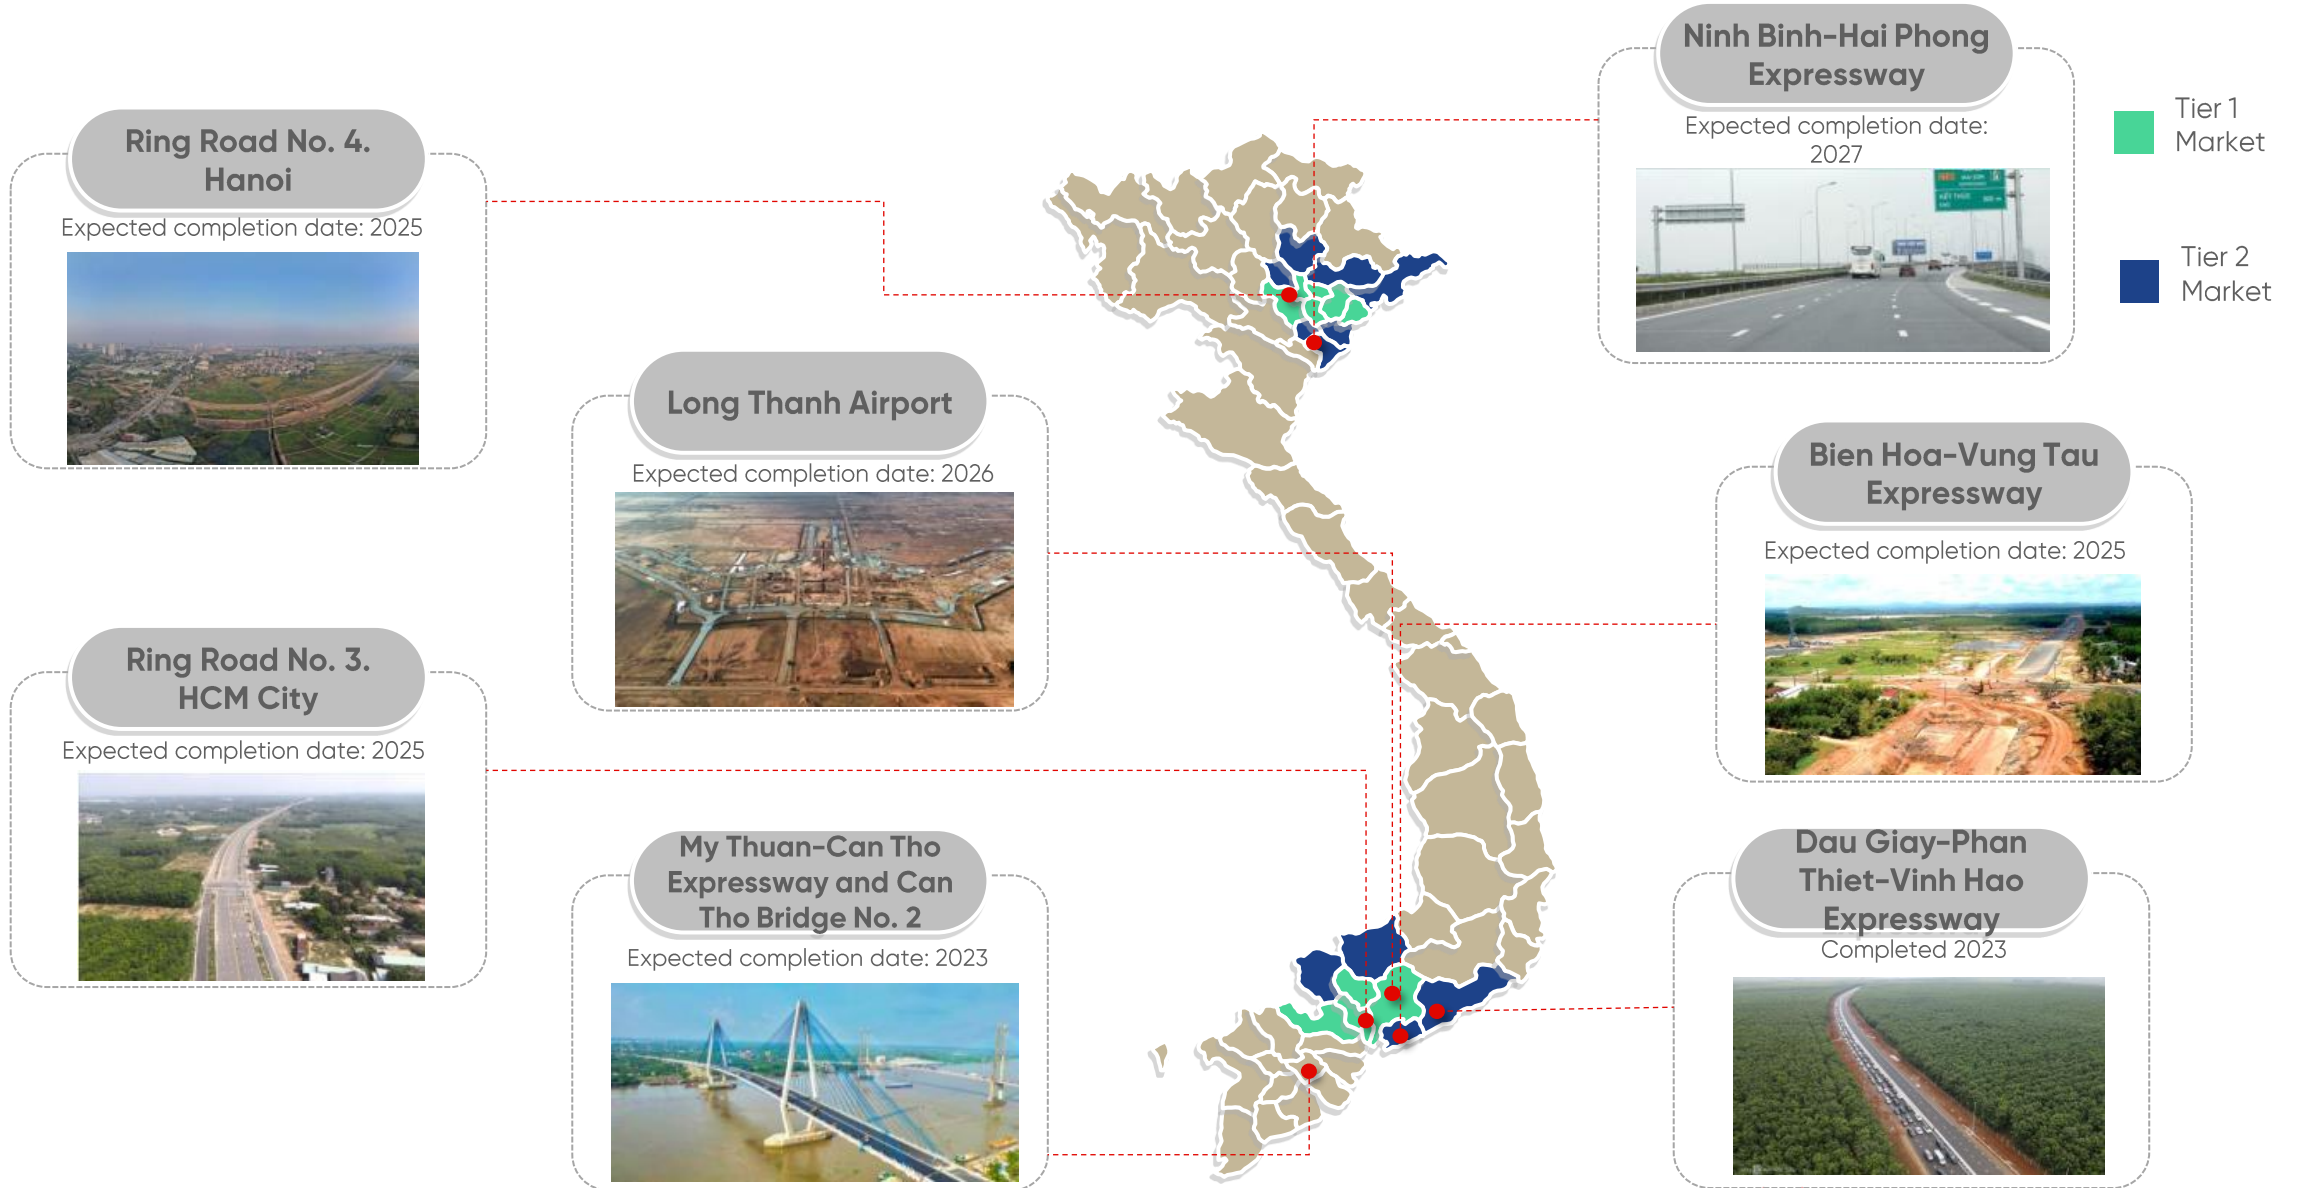 Ninh Binh-Hai Phong
Expressway
Expected completion date:
2027
Tier 1
Market
Tier 2
Market
Ring Road No. 4.
Hanoi
Expected completion date: 2025
Long Thanh Airport
Expected completion date: 2026
Bien Hoa-Vung Tau
Expressway
Expected completion date: 2025
Ring Road No. 3.
HCM City
Expected completion date: 2025
My Thuan-Can Tho
Expressway and Can
Tho Bridge No. 2
Expected completion date: 2023
Dau Giay-Phan
Thiet-Vinh Hao
Expressway
Completed 2023